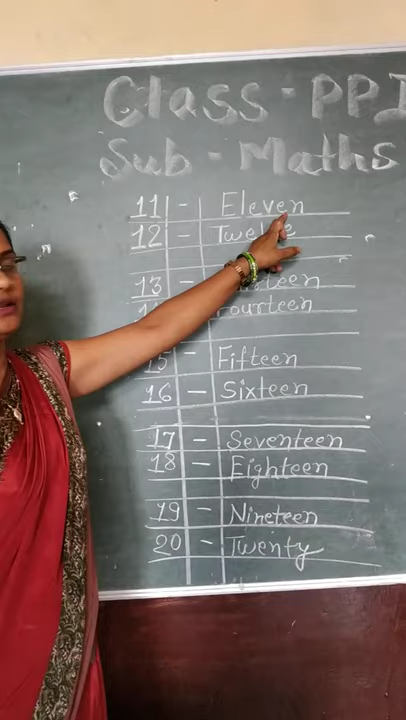 Class - PPI
Sub - Maths
11 - Eleven
12 -
13 -
Fourteen
15 - Fifteen
16 - Sixteen
17 - Seventeen
18 - Eighteen
19 - Nineteen
20 - Twenty